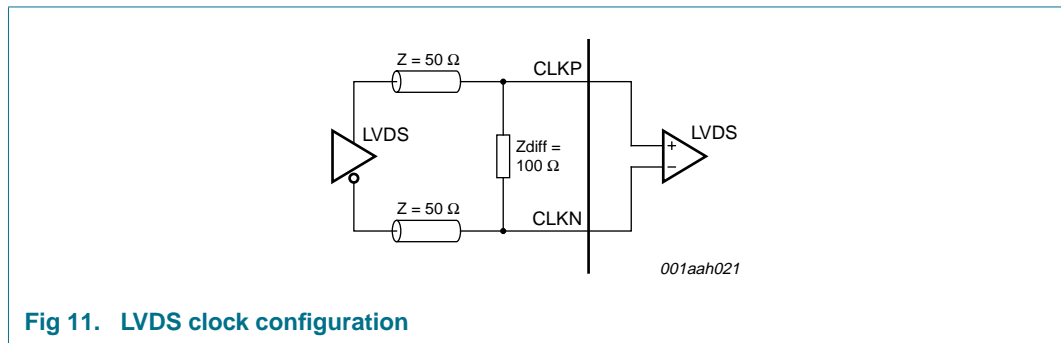 Z = 50 Ω
CLKP
LVDS
LVDS
+
−
Zdiff =
100 Ω
Z = 50 Ω
CLKN
001aah021
Fig 11. LVDS clock configuration